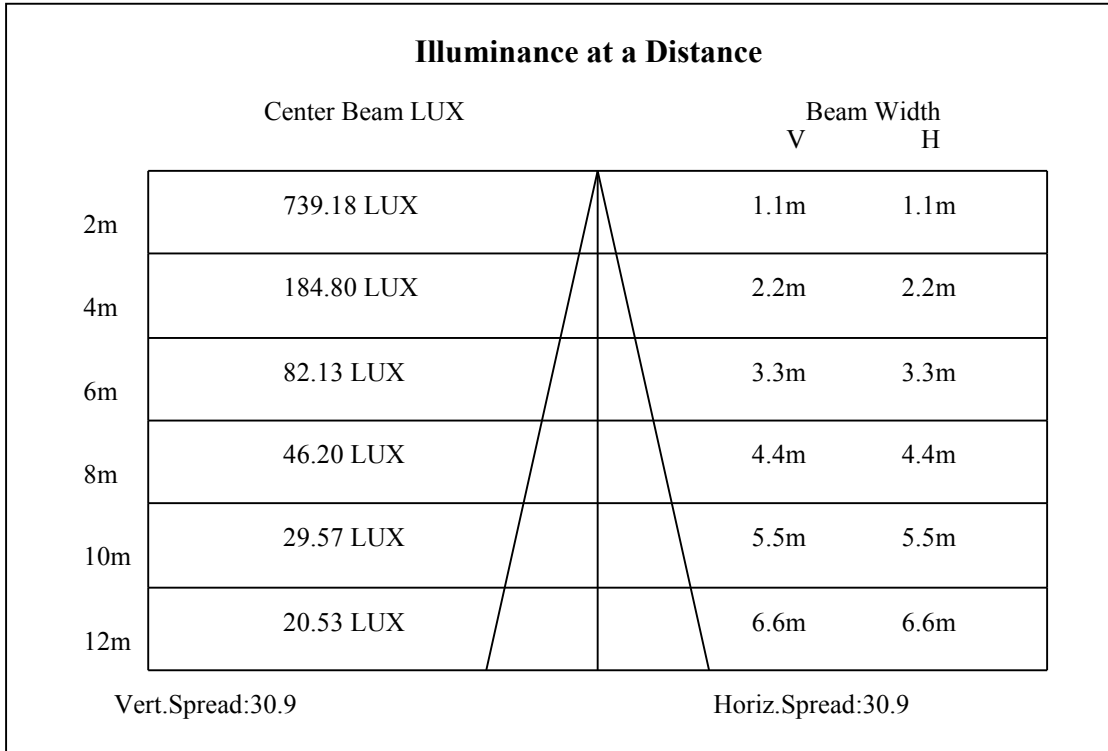 Illuminance at a Distance
Center Beam LUX Beam Width
V H
2m 739.18 LUX 1.1m 1.1m
4m 184.80 LUX 2.2m 2.2m
6m 82.13 LUX 3.3m 3.3m
8m 46.20 LUX 4.4m 4.4m
10m 29.57 LUX 5.5m 5.5m
12m 20.53 LUX 6.6m 6.6m
Vert.Spread:30.9 Horiz.Spread:30.9